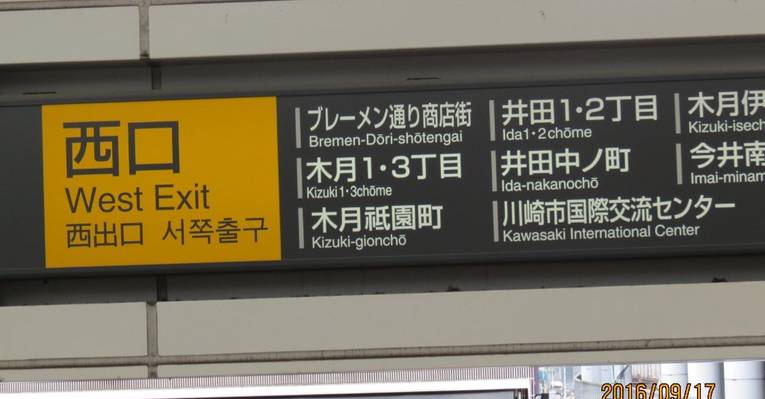 西口
West Exit
西出口 서쪽출구
ブレーメン通り商店街
Bremen-Dōri-shōtengai
木月1・3丁目
Kizuki1・3chōme
木月祗園町
Kizuki-gionchō
井田1・2丁目
Ida1・2chōme
井田中ノ町
Ida-nakanochō
川崎市国際交流センター
Kawasaki International Center
木月伊
Kizuki-isech
今井南
Imai-minam
2016/09/17